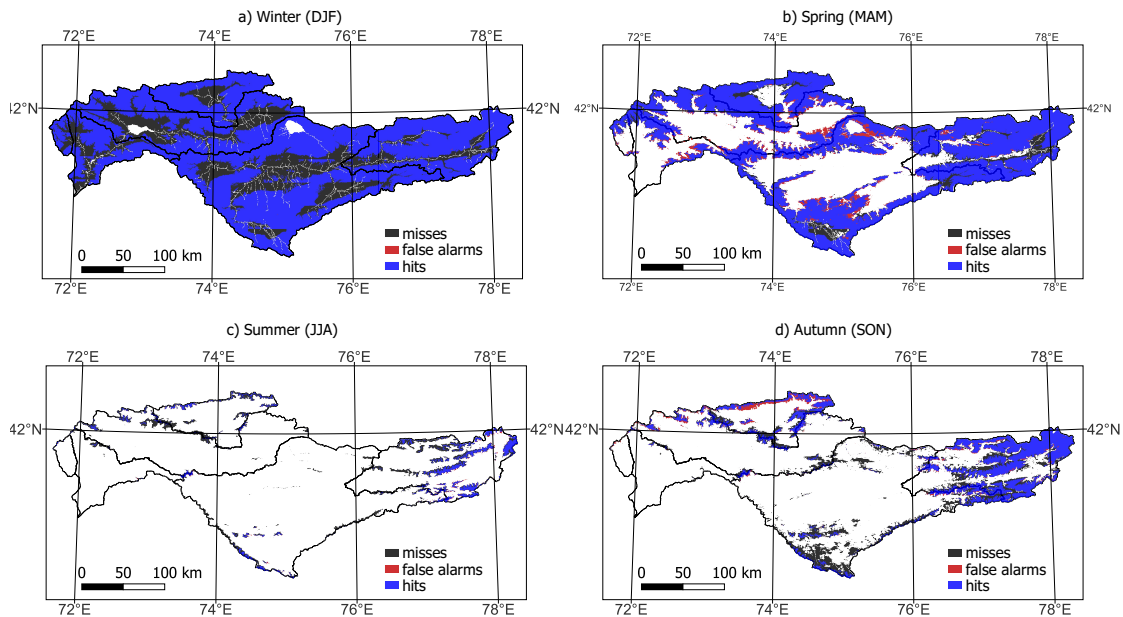 a) Winter (DJF)
72°E 74°E 76°E 78°E
42°N 42°N
misses
false alarms
hits
0 50 100 km
72°E 74°E 76°E 78°E
b) Spring (MAM)
72°E 74°E 76°E 78°E
42°N 42°N
misses
false alarms
hits
0 50 100 km
72°E 74°E 76°E 78°E
c) Summer (JJA)
72°E 74°E 76°E 78°E
42°N 42°N
misses
false alarms
hits
0 50 100 km
72°E 74°E 76°E 78°E
d) Autumn (SON)
72°E 74°E 76°E 78°E
42°N 42°N
misses
false alarms
hits
0 50 100 km
72°E 74°E 76°E 78°E